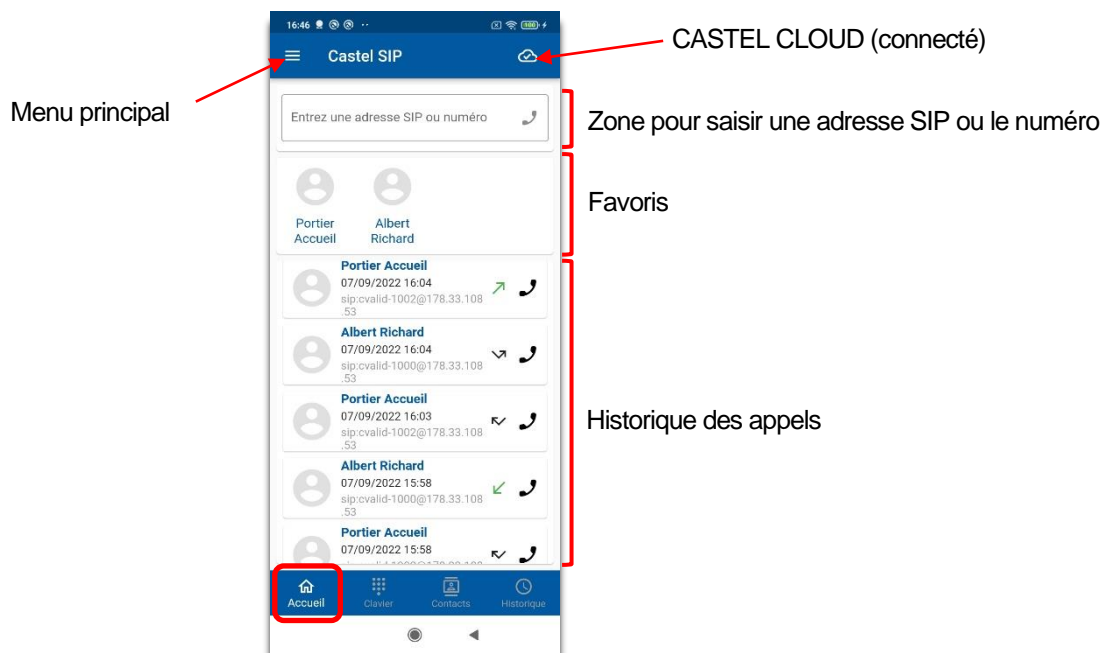 16:46
100
Castel SIP
CASTEL CLOUD (connecté)
Menu principal
Entrez une adresse SIP ou numéro
Zone pour saisir une adresse SIP ou le numéro
Portier
Accueil
Albert
Richard
Favoris
Portier Accueil
07/09/2022 16:04
sip:cvalid-1002@178.33.108
.53
Albert Richard
07/09/2022 16:04
sip:cvalid-1000@178.33.108
.53
Portier Accueil
07/09/2022 16:03
sip:cvalid-1002@178.33.108
.53
Historique des appels
Albert Richard
07/09/2022 15:58
sip:cvalid-1000@178.33.108
.53
Portier Accueil
07/09/2022 15:58
Accueil
Clavier
Contacts
Historique